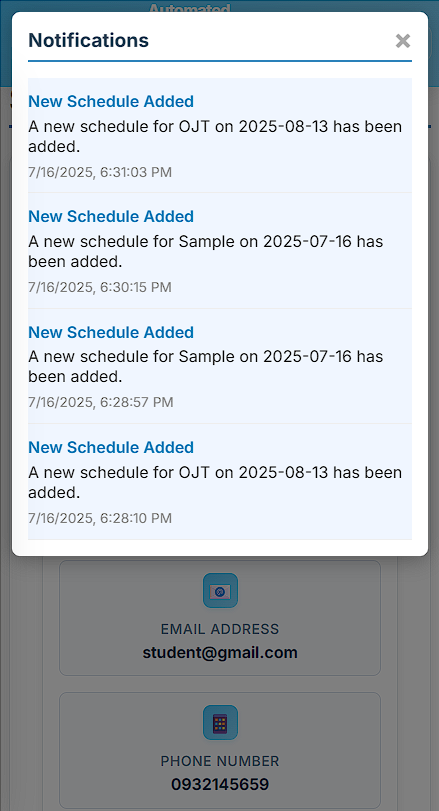 Automated
Notifications
New Schedule Added
A new schedule for OJT on 2025-08-13 has been
added.
7/16/2025, 6:31:03 PM
New Schedule Added
A new schedule for Sample on 2025-07-16 has
been added.
7/16/2025, 6:30:15 PM
New Schedule Added
A new schedule for Sample on 2025-07-16 has
been added.
7/16/2025, 6:28:57 PM
New Schedule Added
A new schedule for OJT on 2025-08-13 has been
added.
7/16/2025, 6:28:10 PM
EMAIL ADDRESS
student@gmail.com
PHONE NUMBER
0932145659